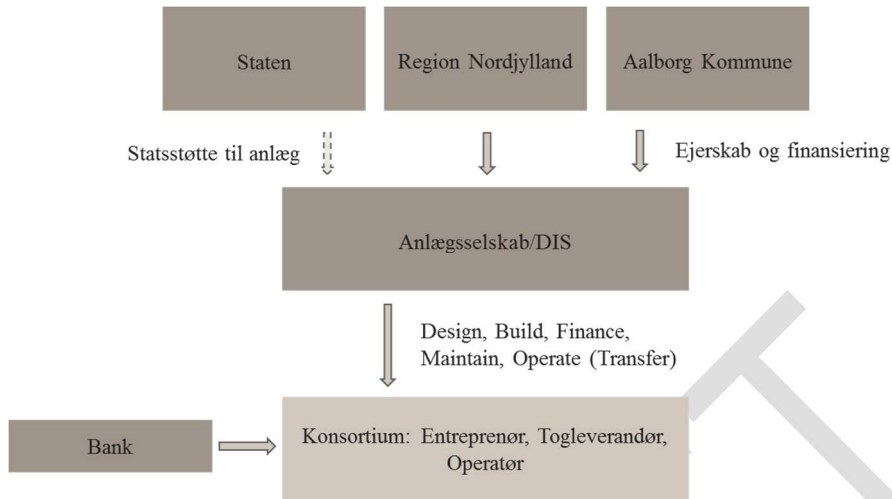 Staten
Region Nordjylland
Aalborg Kommune
Statsstøtte til anlæg
Ejerskab og finansiering
Anlægsselskab/DIS
Design, Build, Finance,
Maintain, Operate (Transfer)
Bank
Konsortium: Entreprenør, Togleverandør,
Operatør